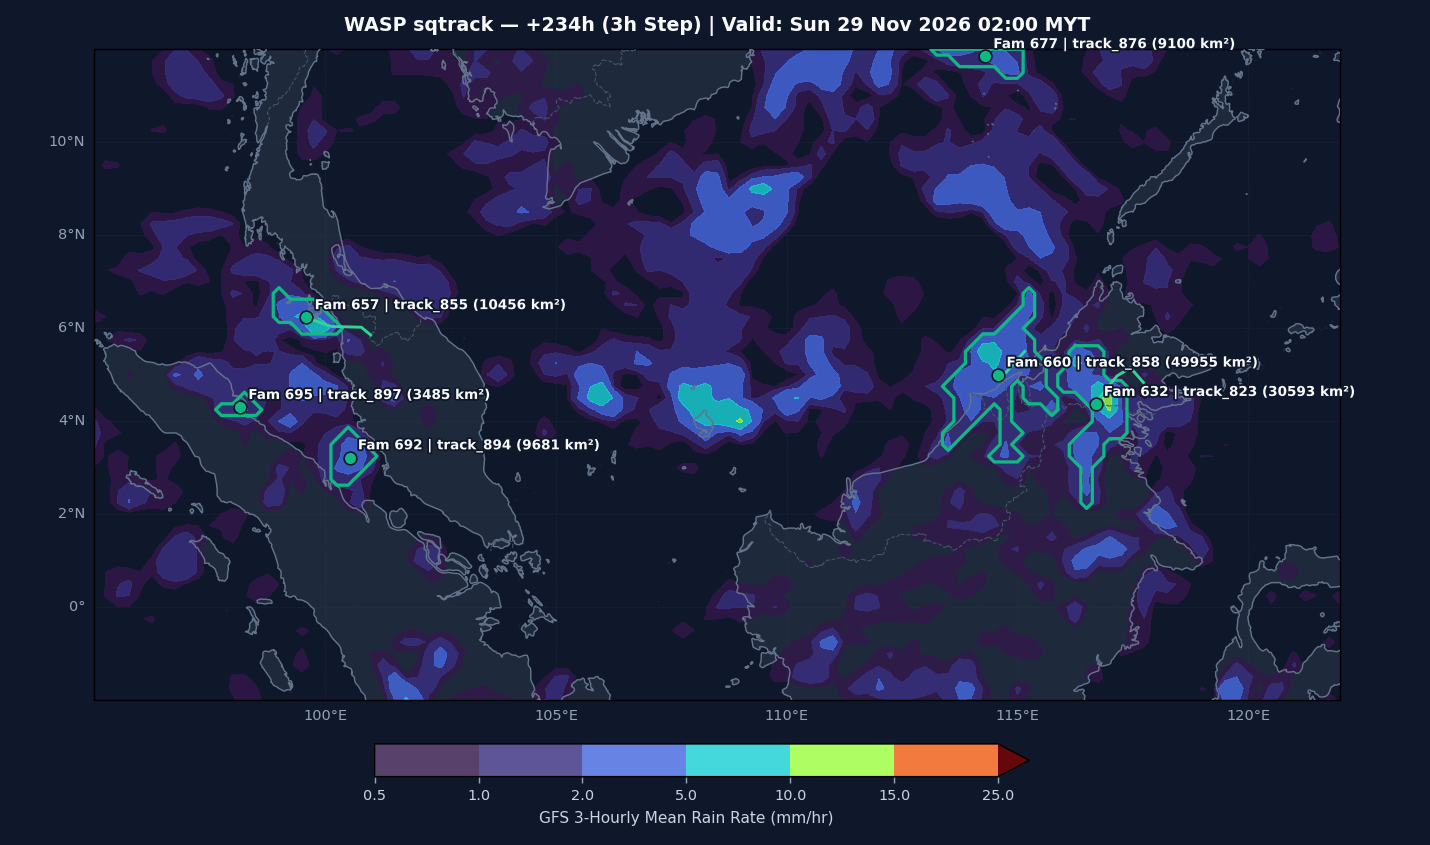 WASP sqtrack — +234h (3h Step) | Valid: Sun 29 Nov 2026 02:00 MYT
Fam 677 | track_876 (9100 km²)
10°N
8°N
Fam 657 | track_855 (10456 km²)
6°N
Fam 660 | track_858 (49955 km²)
Fam 695 | track_897 (3485 km²)
Fam 632 | track_823 (30593 km²)
4°N
Fam 692 | track_894 (9681 km²)
2°N
0°
100°E 105°E 110°E 115°E 120°E
0.5 1.0 2.0 5.0 10.0 15.0 25.0
GFS 3-Hourly Mean Rain Rate (mm/hr)